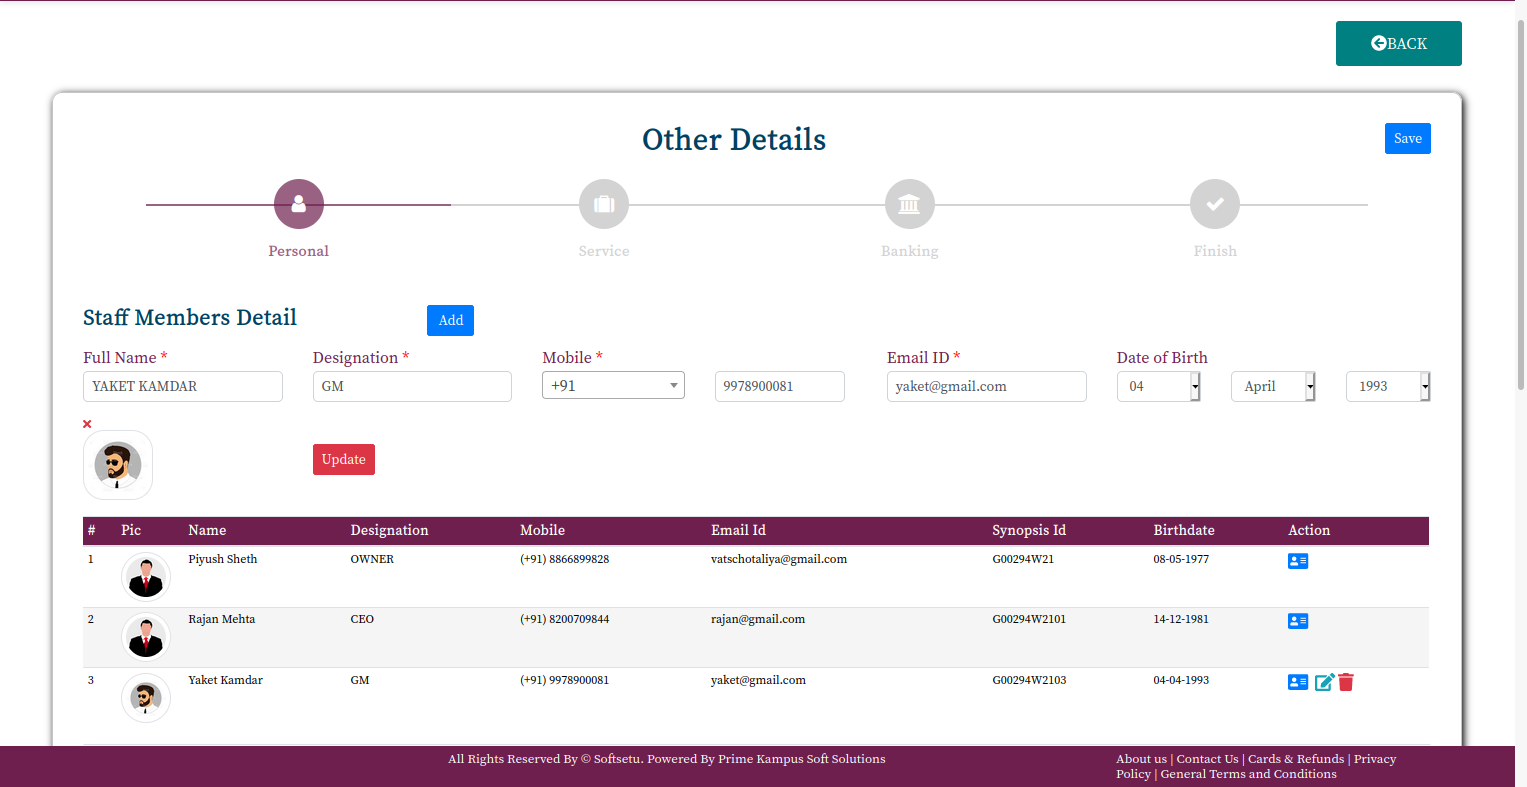 BACK
Other Details
Save
Personal
Service
Banking
Finish
Staff Members Detail
Add
Full Name *
Designation *
Mobile *
Email ID *
Date of Birth
YAKET KAMDAR
GM
+91
9978900081
yaket@gmail.com
04
April
1993
Update
# Pic Name Designation Mobile Email Id Synopsis Id Birthdate Action
1 Piyush Sheth OWNER (+91) 8866899828 vatschotaliya@gmail.com G00294W21 08-05-1977
2 Rajan Mehta CEO (+91) 8200709844 rajan@gmail.com G00294W2101 14-12-1981
3 Yaket Kamdar GM (+91) 9978900081 yaket@gmail.com G00294W2103 04-04-1993
All Rights Reserved By © Softsetu. Powered By Prime Kampus Soft Solutions
About us | Contact Us | Cards & Refunds | Privacy
Policy | General Terms and Conditions